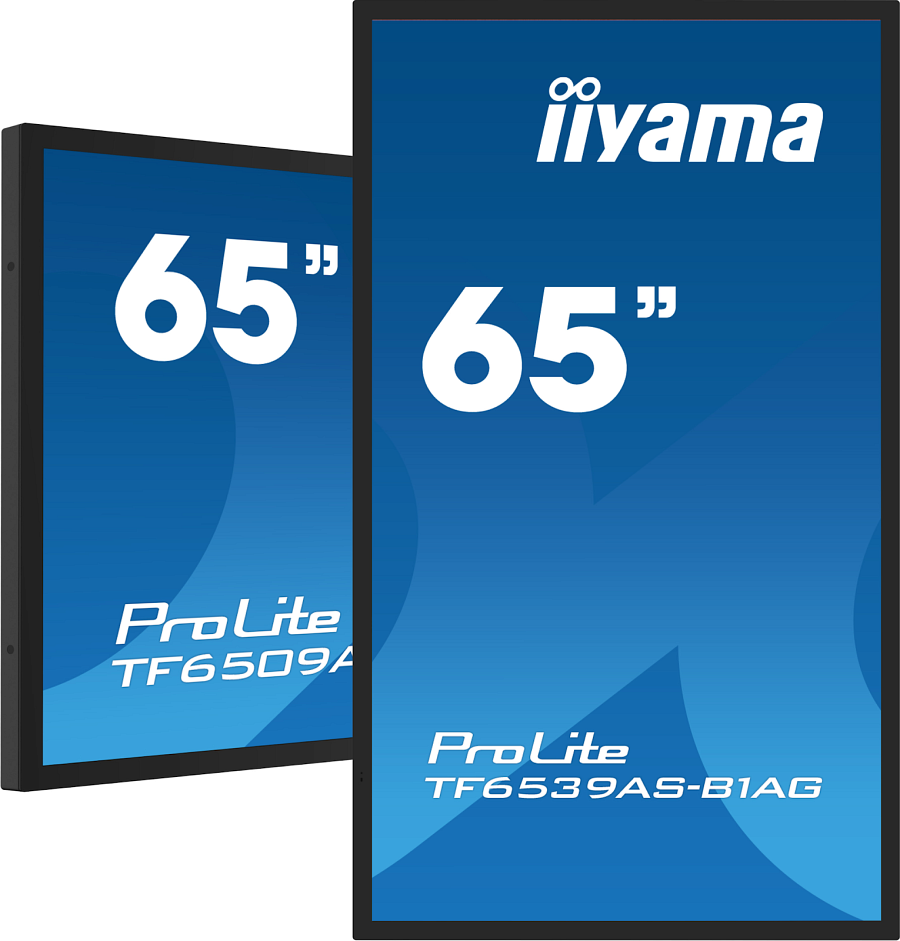 65”
ProLite
TF6509A
iiyama
65”
ProLite
TF6539AS-B1AG